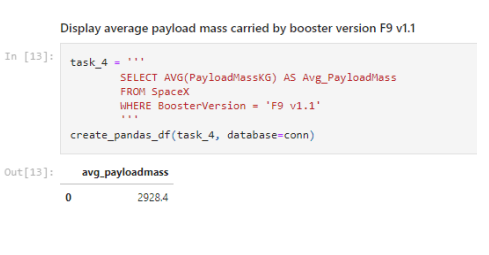 Display average payload mass carried by booster version F9 v1.1
In [13]: task_4 = '''
SELECT AVG(PayloadMassKG) AS Avg_PayloadMass
FROM SpaceX
WHERE BoosterVersion = 'F9 v1.1'
'''
create_pandas_df(task_4, database=conn)
Out[13]: avg_payloadmass
0 2928.4